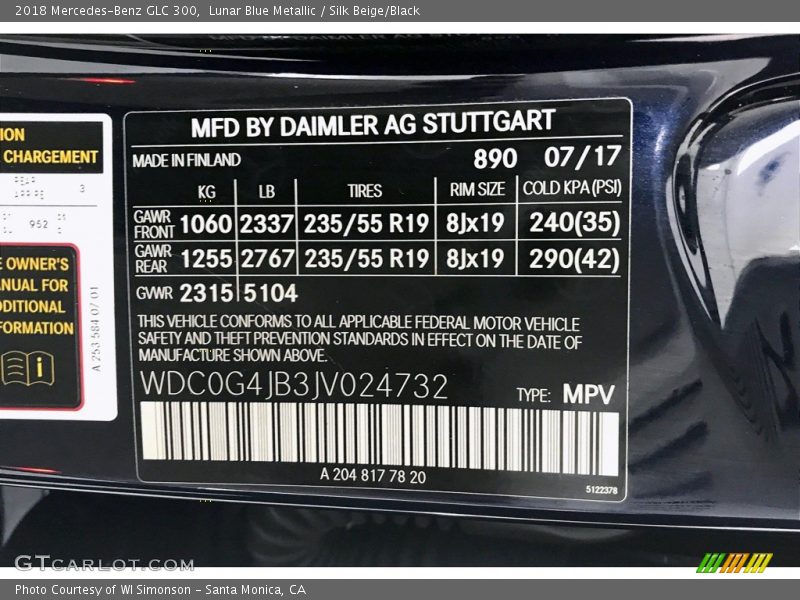 2018 Mercedes-Benz GLC 300,  Lunar Blue Metallic / Silk Beige/Black
MFD BY DAIMLER AG STUTTGART
MADE IN FINLAND 890 07/17
KG LB TIRES RIM SIZE COLD KPA(PSI)
GAWR FRONT 1060 2337 235/55 R19 8Jx19 240(35)
GAWR REAR 1255 2767 235/55 R19 8Jx19 290(42)
GWR 2315 5104
THIS VEHICLE CONFORMS TO ALL APPLICABLE FEDERAL MOTOR VEHICLE
SAFETY AND THEFT PREVENTION STANDARDS IN EFFECT ON THE DATE OF
MANUFACTURE SHOWN ABOVE.
WDC0G4JB3JV024732 TYPE: MPV
A 204 817 78 20
5122378
ION
CHARGEMENT
3
952
E OWNER'S
ANUAL FOR
DDITIONAL
FORMATION
i
A 253 584 07 01
GTCARLOT.COM
Photo Courtesy of WI Simonson - Santa Monica, CA